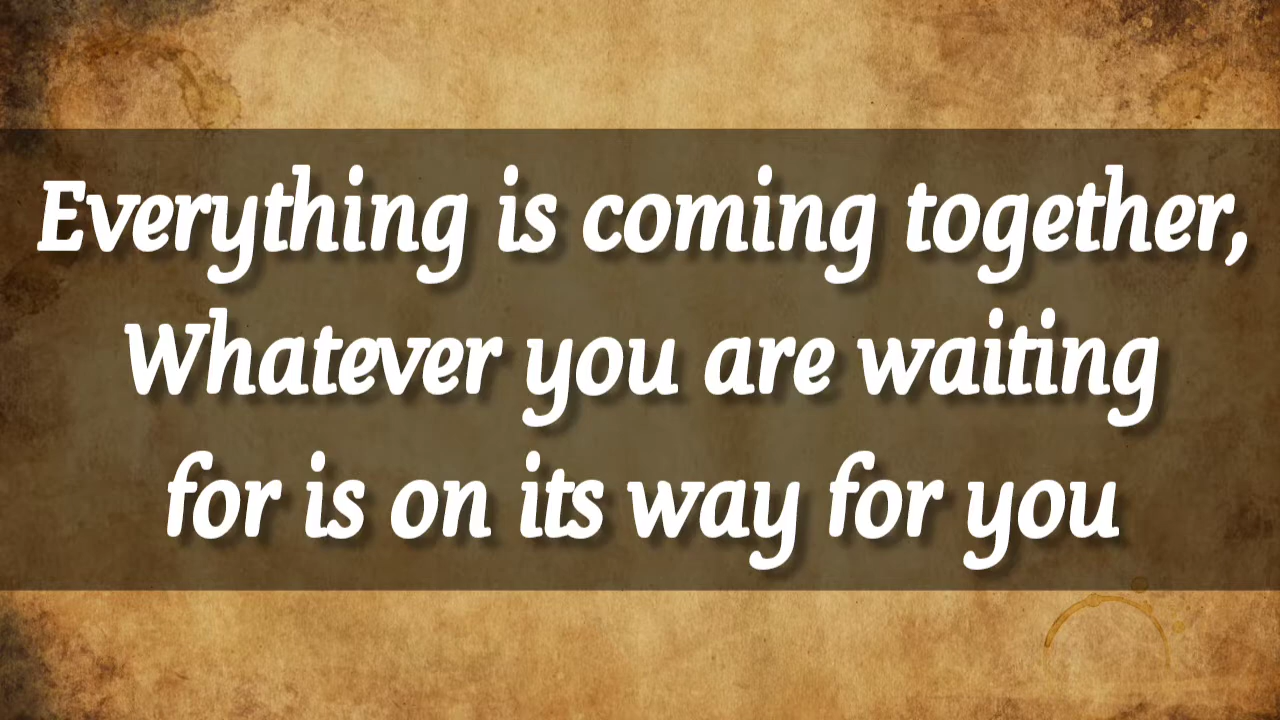 Everything is coming together,
Whatever you are waiting
for is on its way for you